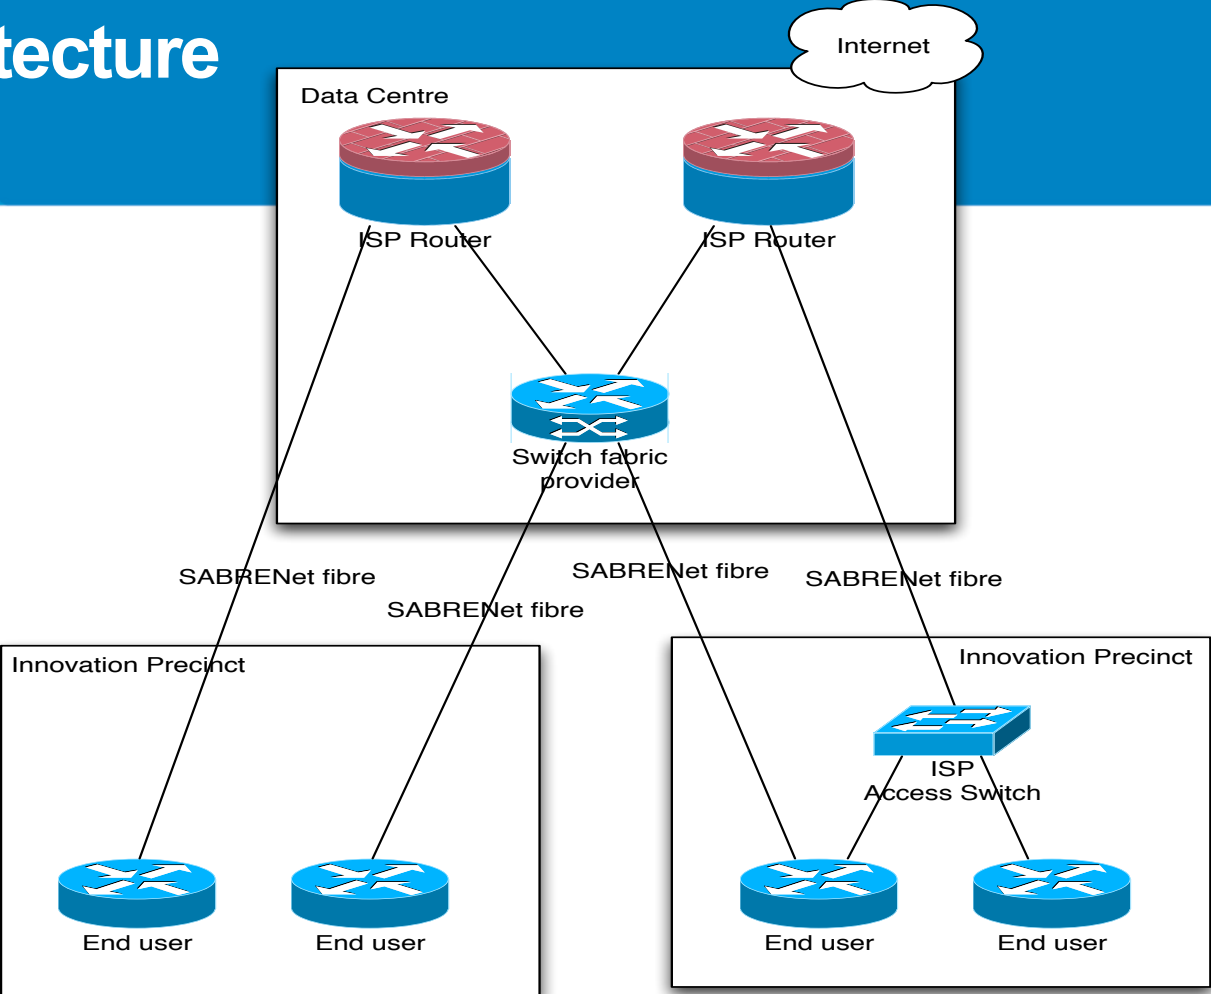 tecture
Internet
Data Centre
ISP Router
ISP Router
Switch fabric
provider
SABRENet fibre
SABRENet fibre
SABRENet fibre
SABRENet fibre
Innovation Precinct
Innovation Precinct
ISP
Access Switch
End user
End user
End user
End user